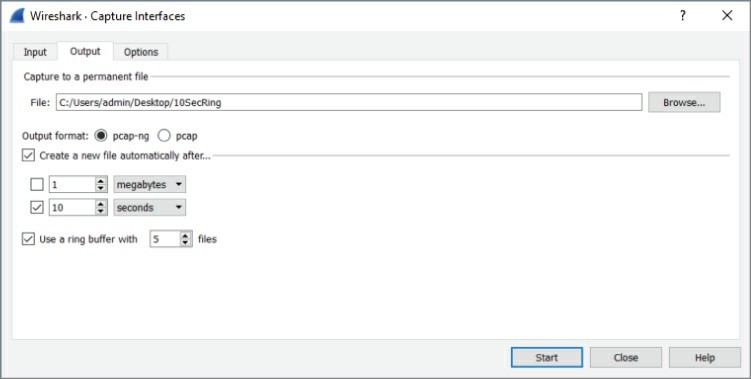 Wireshark · Capture Interfaces
?
Input Output Options
Capture to a permanent file
File: C:/Users/admin/Desktop/10SecRing Browse...
Output format: pcap-ng pcap
Create a new file automatically after...
1 megabytes
10 seconds
Use a ring buffer with 5 files
Start Close Help